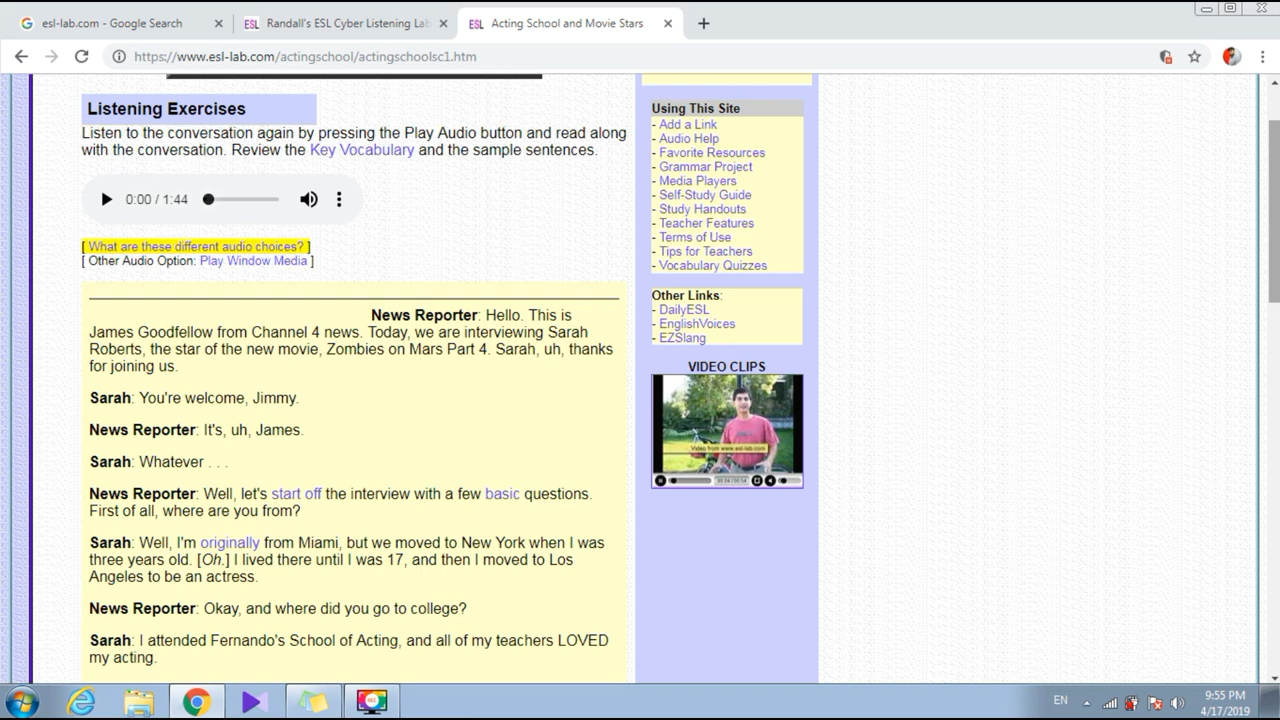 esl-lab.com - Google Search
ESL Randall's ESL Cyber Listening Lab
ESL Acting School and Movie Stars
https://www.esl-lab.com/actingschool/actingschoolsc1.htm
Listening Exercises
Listen to the conversation again by pressing the Play Audio button and read along
with the conversation. Review the Key Vocabulary and the sample sentences.
0:00 / 1:44
[ What are these different audio choices? ]
[ Other Audio Option: Play Window Media ]
News Reporter: Hello. This is
James Goodfellow from Channel 4 news. Today, we are interviewing Sarah
Roberts, the star of the new movie, Zombies on Mars Part 4. Sarah, uh, thanks
for joining us.
Sarah: You're welcome, Jimmy.
News Reporter: It's, uh, James.
Sarah: Whatever . . .
News Reporter: Well, let's start off the interview with a few basic questions.
First of all, where are you from?
Sarah: Well, I'm originally from Miami, but we moved to New York when I was
three years old. [Oh.] I lived there until I was 17, and then I moved to Los
Angeles to be an actress.
News Reporter: Okay, and where did you go to college?
Sarah: I attended Fernando's School of Acting, and all of my teachers LOVED
my acting.
Using This Site
- Add a Link
- Audio Help
- Favorite Resources
- Grammar Project
- Media Players
- Self-Study Guide
- Study Handouts
- Teacher Features
- Terms of Use
- Tips for Teachers
- Vocabulary Quizzes
Other Links:
- DailyESL
- EnglishVoices
- EZSlang
VIDEO CLIPS
Video from www.esl-lab.com
EN
9:55 PM
4/17/2019